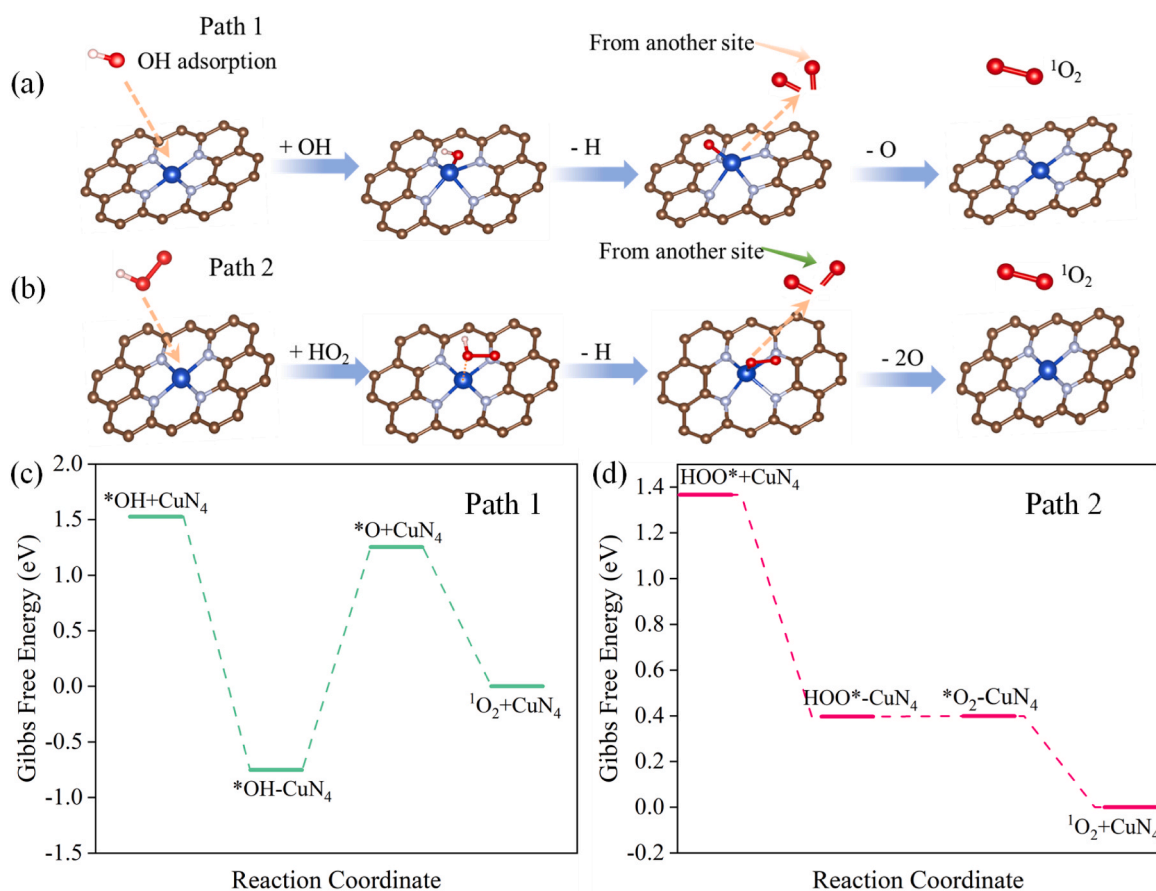 Path 1
OH adsorption
From another site
¹O₂
(a)
+ OH
- H
- O
Path 2
From another site
¹O₂
(b)
+ HO₂
- H
- 2O
(c)
2.0
1.5
1.0
0.5
0.0
-0.5
-1.0
-1.5
Gibbs Free Energy (eV)
*OH+CuN₄
*OH-CuN₄
*O+CuN₄
¹O₂+CuN₄
Path 1
Reaction Coordinate
(d)
1.4
1.2
1.0
0.8
0.6
0.4
0.2
0.0
-0.2
Gibbs Free Energy (eV)
HOO*+CuN₄
HOO*-CuN₄
*O₂-CuN₄
¹O₂+CuN₄
Path 2
Reaction Coordinate